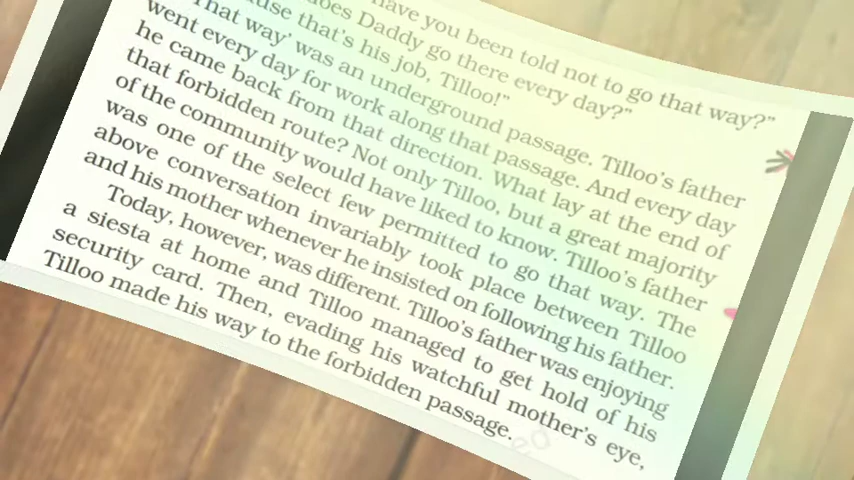 have you been told not to go that way?"
does Daddy go there every day?"
that's his job, Tilloo!"
'That way' was an underground passage. Tilloo's father
went every day for work along that passage. And every day
he came back from that direction. What lay at the end of
that forbidden route? Not only Tilloo, but a great majority
of the community would have liked to know. Tilloo's father
was one of the select few permitted to go that way. The
above conversation invariably took place between Tilloo
and his mother whenever he insisted on following his father.
Today, however, was different. Tilloo's father was enjoying
a siesta at home and Tilloo managed to get hold of his
security card. Then, evading his watchful mother's eye,
Tilloo made his way to the forbidden passage.